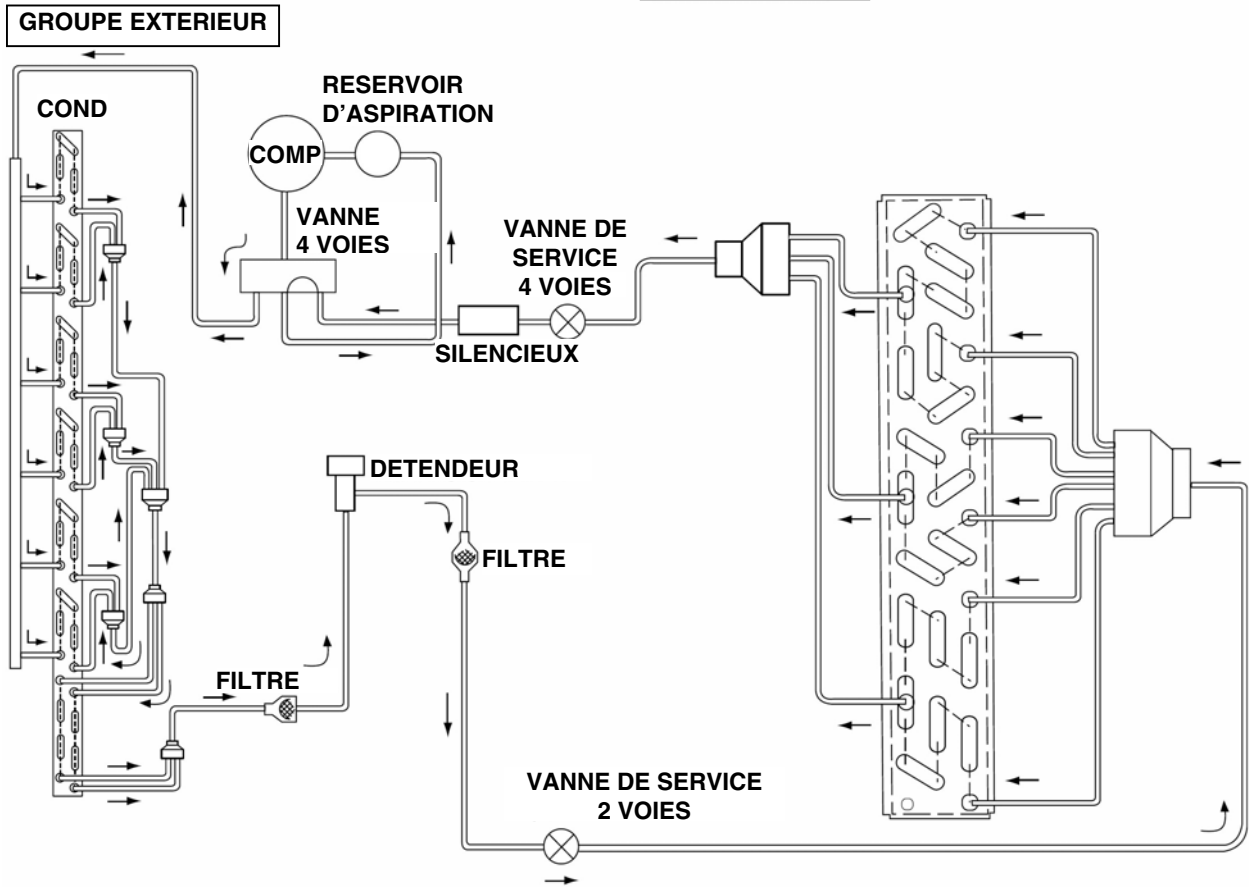 GROUPE EXTERIEUR
COND
RESERVOIR
D'ASPIRATION
COMP
VANNE
4 VOIES
VANNE DE
SERVICE
4 VOIES
SILENCIEUX
DETENDEUR
FILTRE
FILTRE
VANNE DE SERVICE
2 VOIES